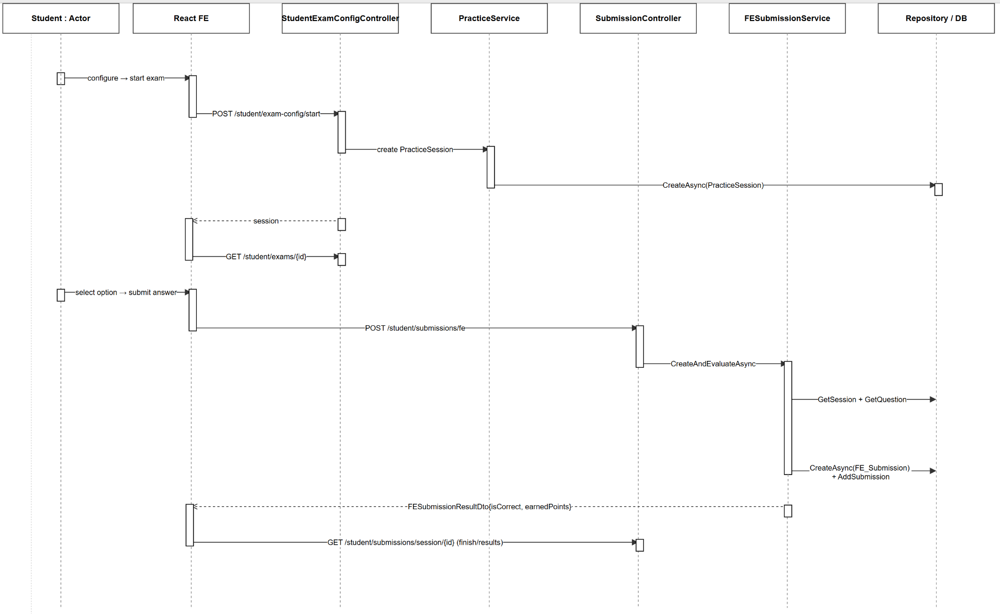 Student : Actor
React FE
StudentExamConfigController
PracticeService
SubmissionController
FESubmissionService
Repository / DB
configure → start exam
POST /student/exam-config/start
create PracticeSession
CreateAsync(PracticeSession)
session
GET /student/exams/{id}
select option → submit answer
POST /student/submissions/fe
CreateAndEvaluateAsync
GetSession + GetQuestion
CreateAsync(FE_Submission)
+ AddSubmission
FESubmissionResultDto{isCorrect, earnedPoints}
GET /student/submissions/session/{id} (finish/results)